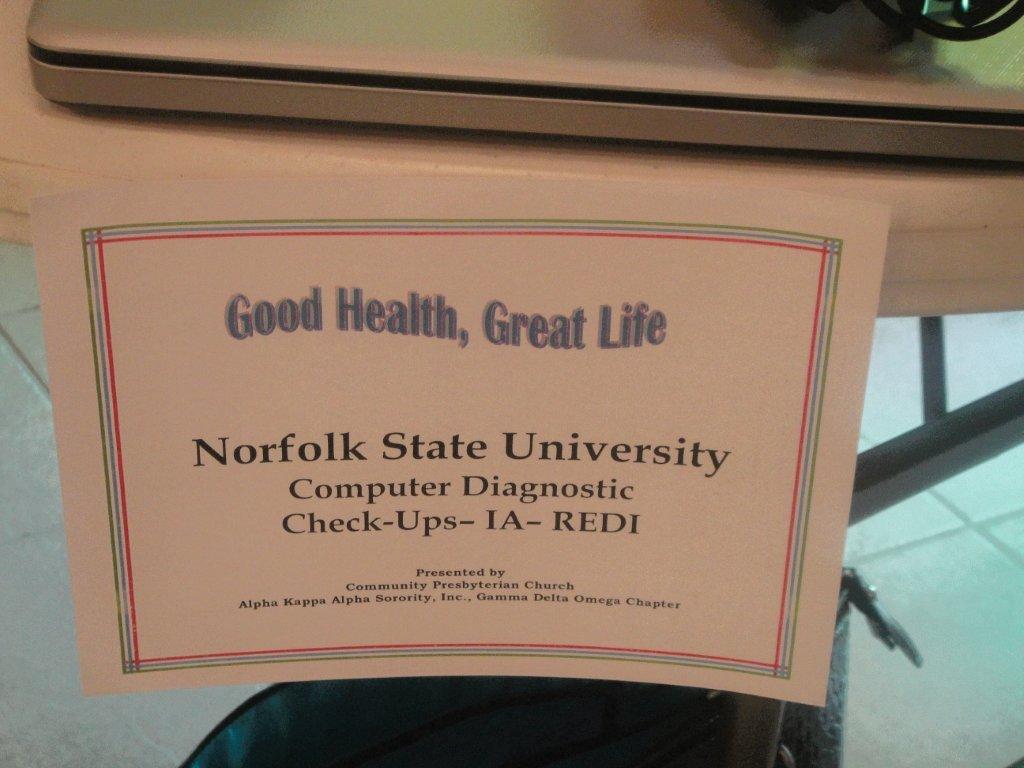 Good Health, Great Life
Norfolk State University
Computer Diagnostic
Check-Ups– IA– REDI
Presented by
Community Presbyterian Church
Alpha Kappa Alpha Sorority, Inc., Gamma Delta Omega Chapter